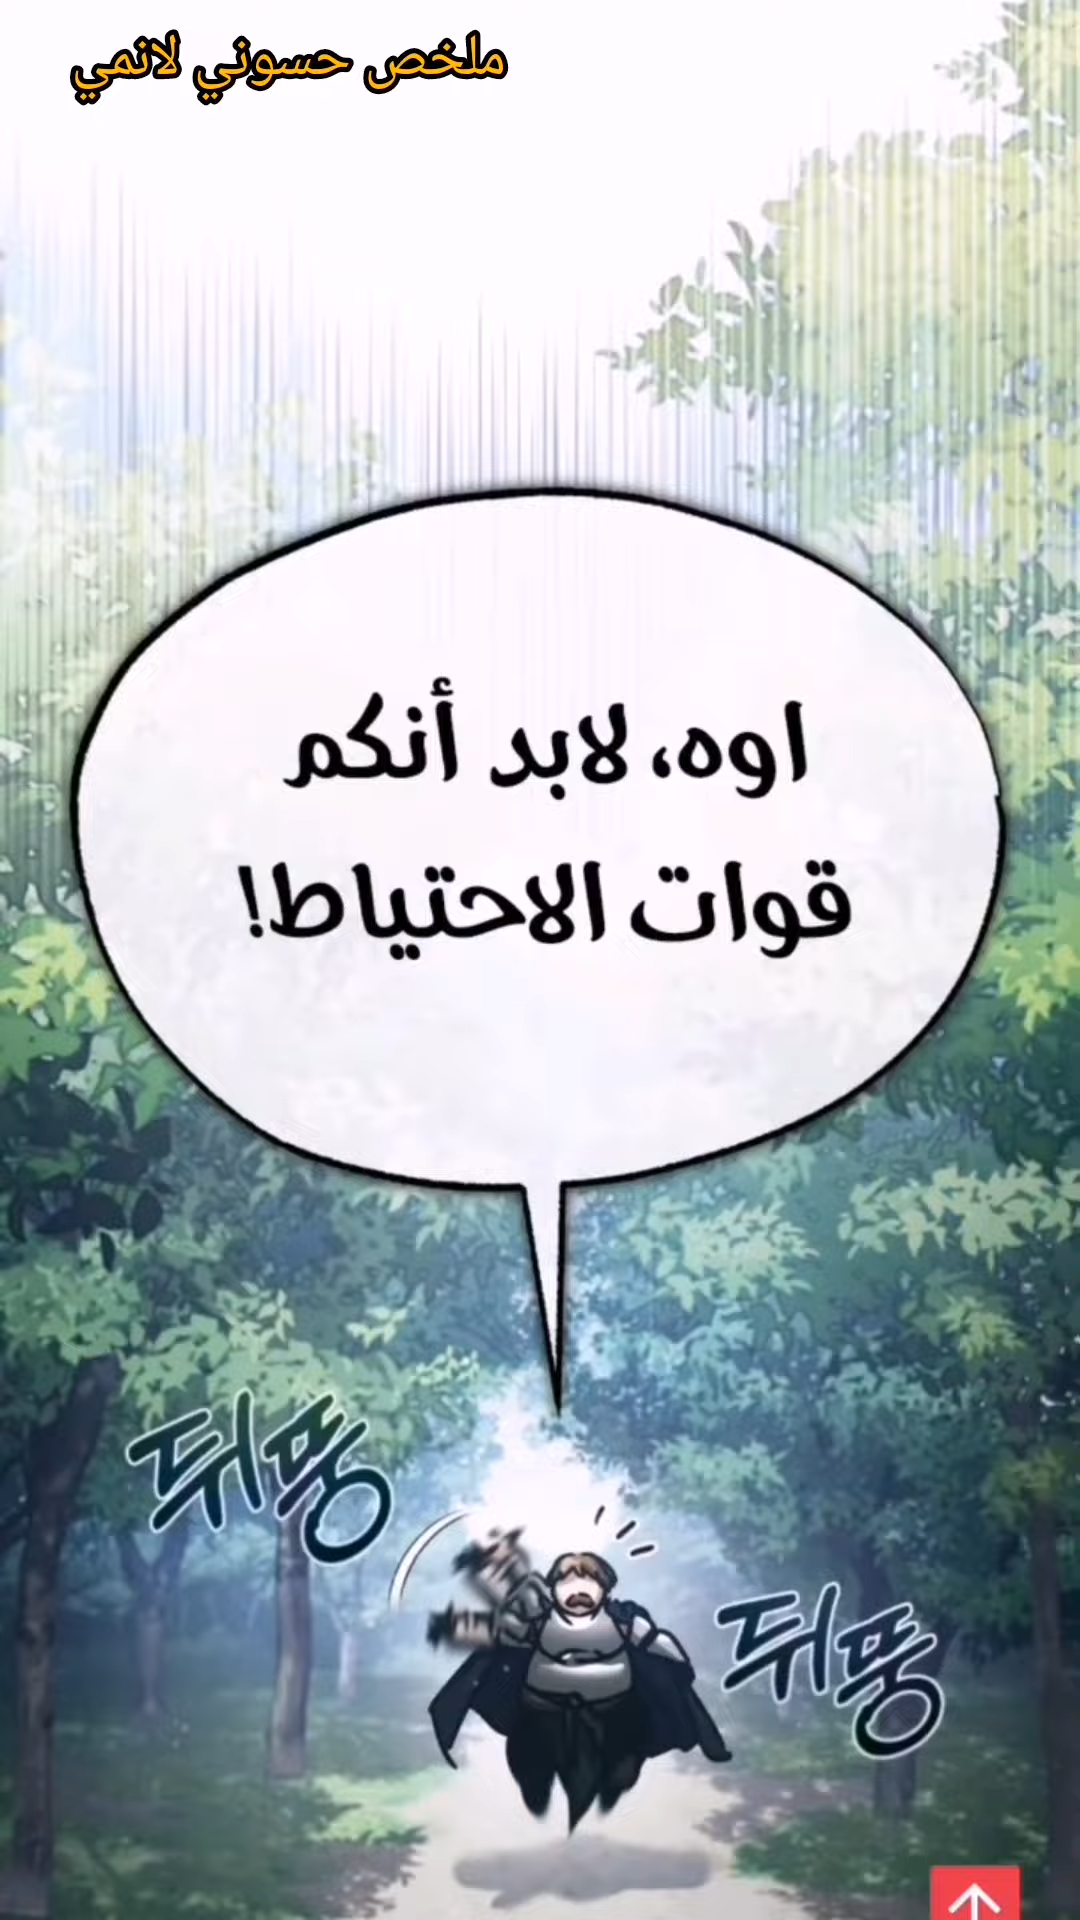 ملخص حسوني لانمي
اوه، لابد أنكم
قوات الاحتياط!
뒤뚱
뒤뚱